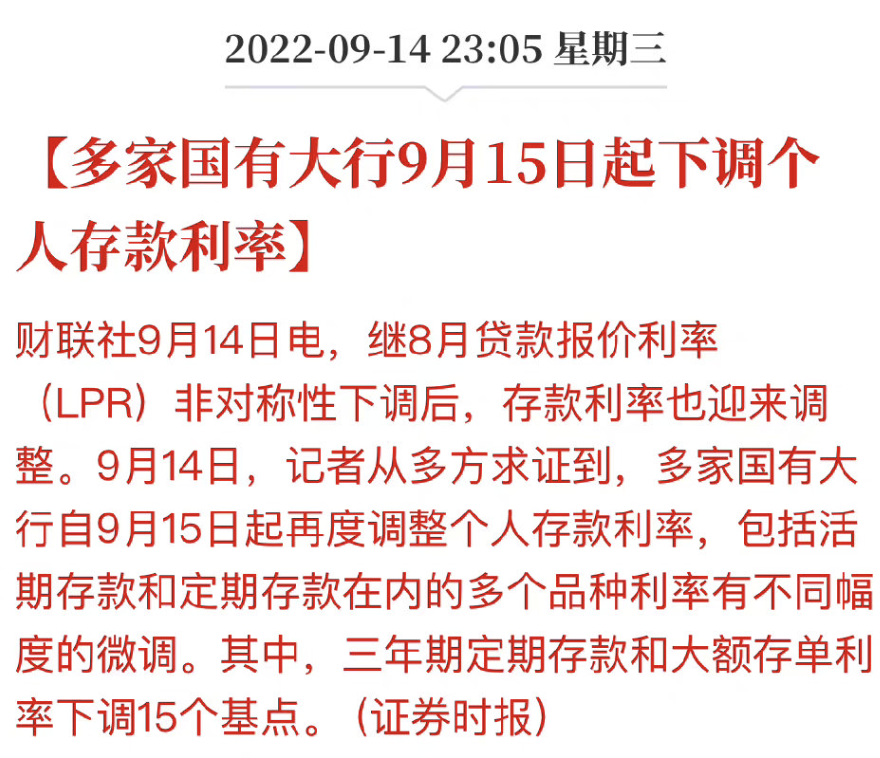 2022-09-14 23:05 星期三
【多家国有大行9月15日起下调个
人存款利率】
财联社9月14日电，继8月贷款报价利率
（LPR）非对称性下调后，存款利率也迎来调
整。9月14日，记者从多方求证到，多家国有大
行自9月15日起再度调整个人存款利率，包括活
期存款和定期存款在内的多个品种利率有不同幅
度的微调。其中，三年期定期存款和大额存单利
率下调15个基点。（证券时报）